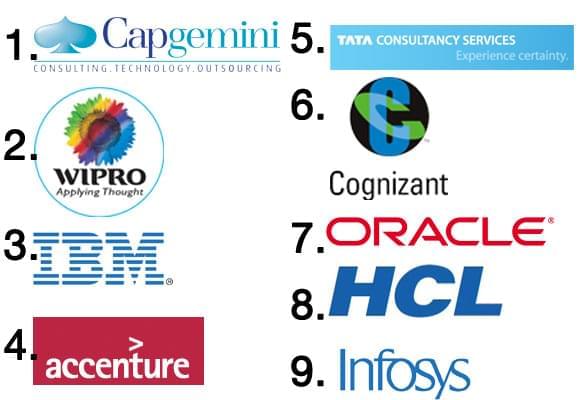 1. Capgemini
CONSULTING.TECHNOLOGY.OUTSOURCING
2. WIPRO
Applying Thought
3. IBM®
4. >
accenture
5. TATA CONSULTANCY SERVICES
Experience certainty.
6. C
™
Cognizant
7. ORACLE®
8. HCL
9. Infosys